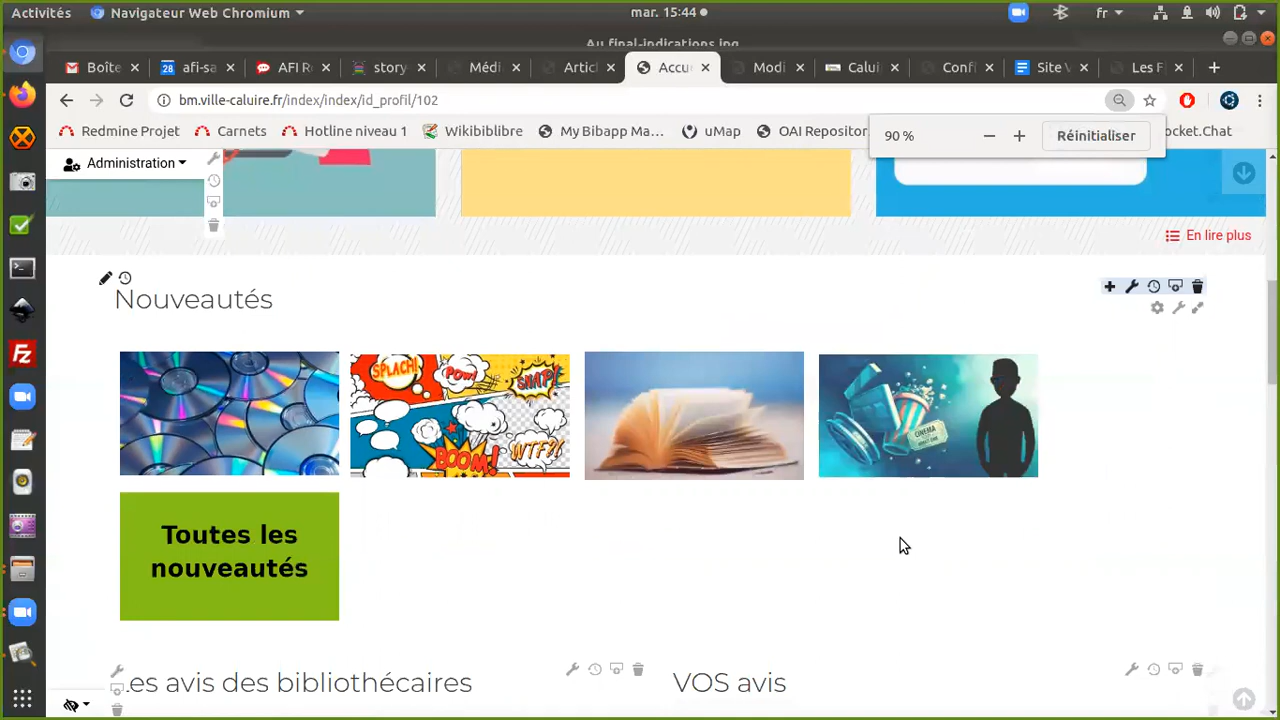 Activités
Navigateur Web Chromium
mar. 15:44
fr
Au final-indications.jpg
Boîte
afi-sa
AFI R
story-
Médi
Articl
Accu
Modi
Calui
Confi
Site V
Les F
bm.ville-caluire.fr/index/index/id_profil/102
Redmine Projet
Carnets
Hotline niveau 1
Wikibiblibre
My Bibapp Ma...
uMap
OAI Repositor
ocket.Chat
90 %
Réinitialiser
Administration
En lire plus
Nouveautés
SPLACH!
POW!
SNAP!
BOOM!
WTF?!
CINEMA
Toutes les
nouveautés
Les avis des bibliothécaires
VOS avis